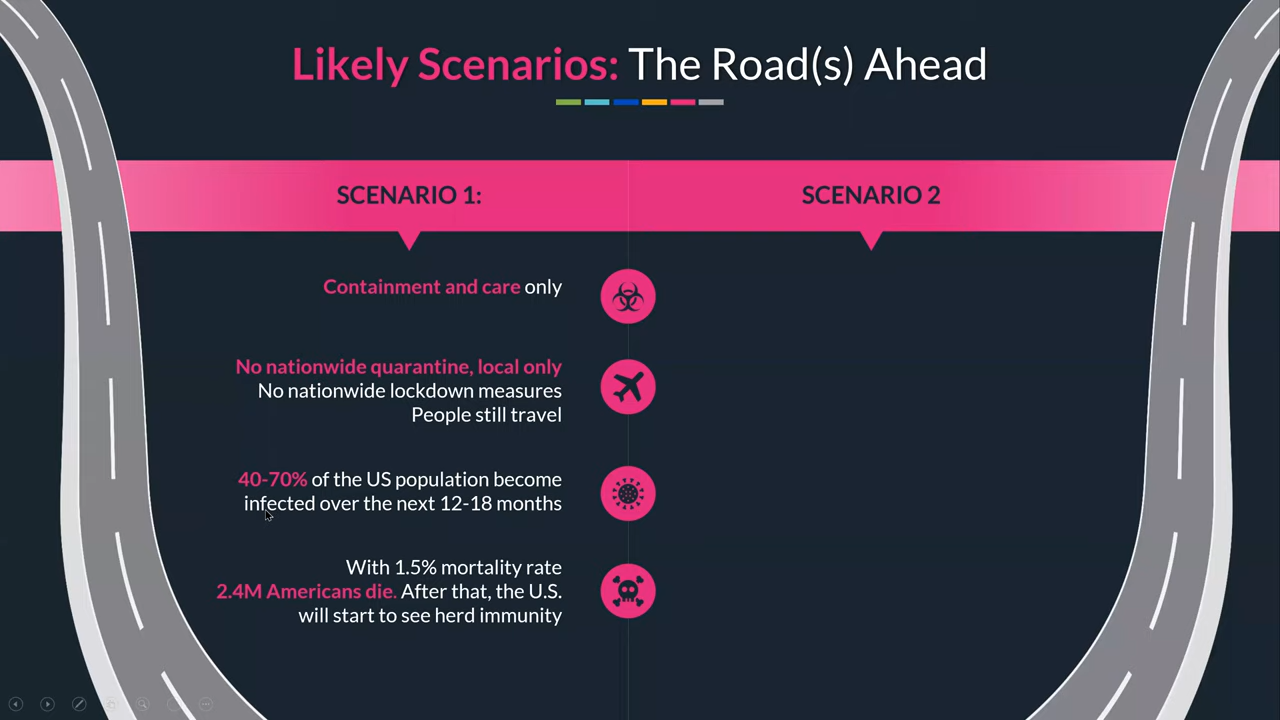 Likely Scenarios: The Road(s) Ahead
SCENARIO 1:
SCENARIO 2
Containment and care only
No nationwide quarantine, local only
No nationwide lockdown measures
People still travel
40-70% of the US population become
infected over the next 12-18 months
With 1.5% mortality rate
2.4M Americans die. After that, the U.S.
will start to see herd immunity